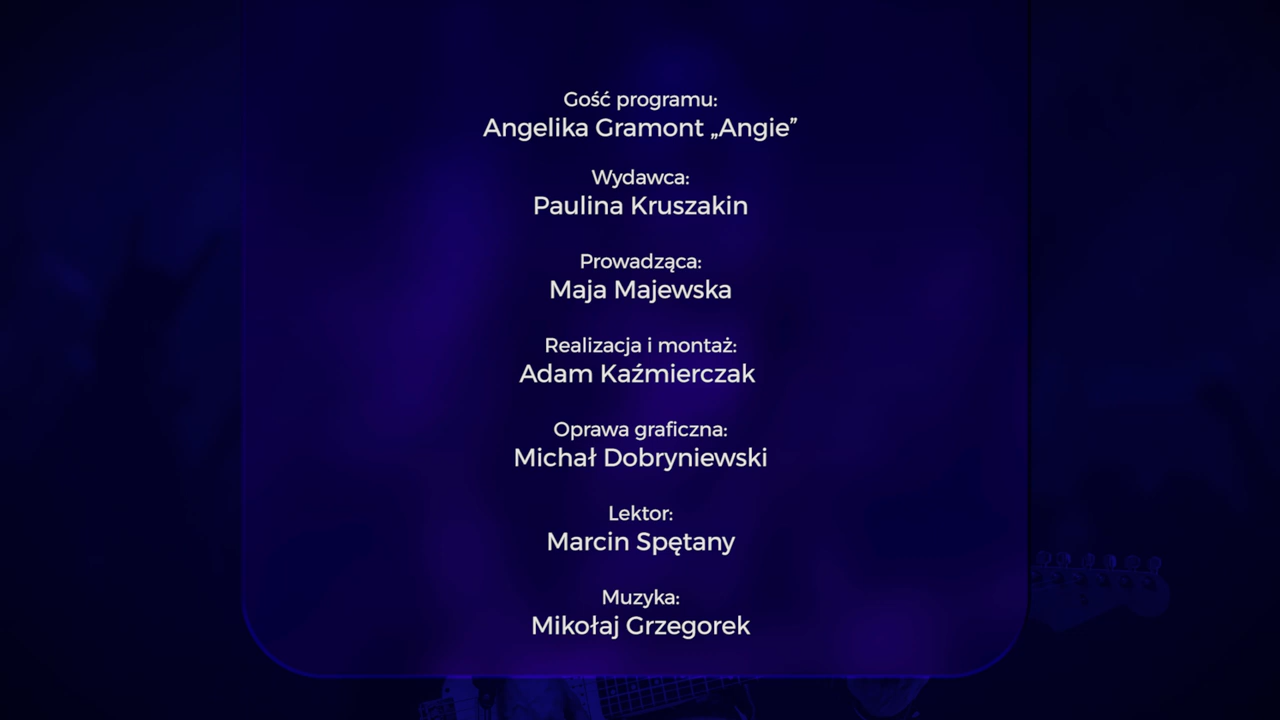 Gość programu:
Angelika Gramont „Angie”
Wydawca:
Paulina Kruszakin
Prowadząca:
Maja Majewska
Realizacja i montaż:
Adam Kaźmierczak
Oprawa graficzna:
Michał Dobryniewski
Lektor:
Marcin Spętany
Muzyka:
Mikołaj Grzegorek